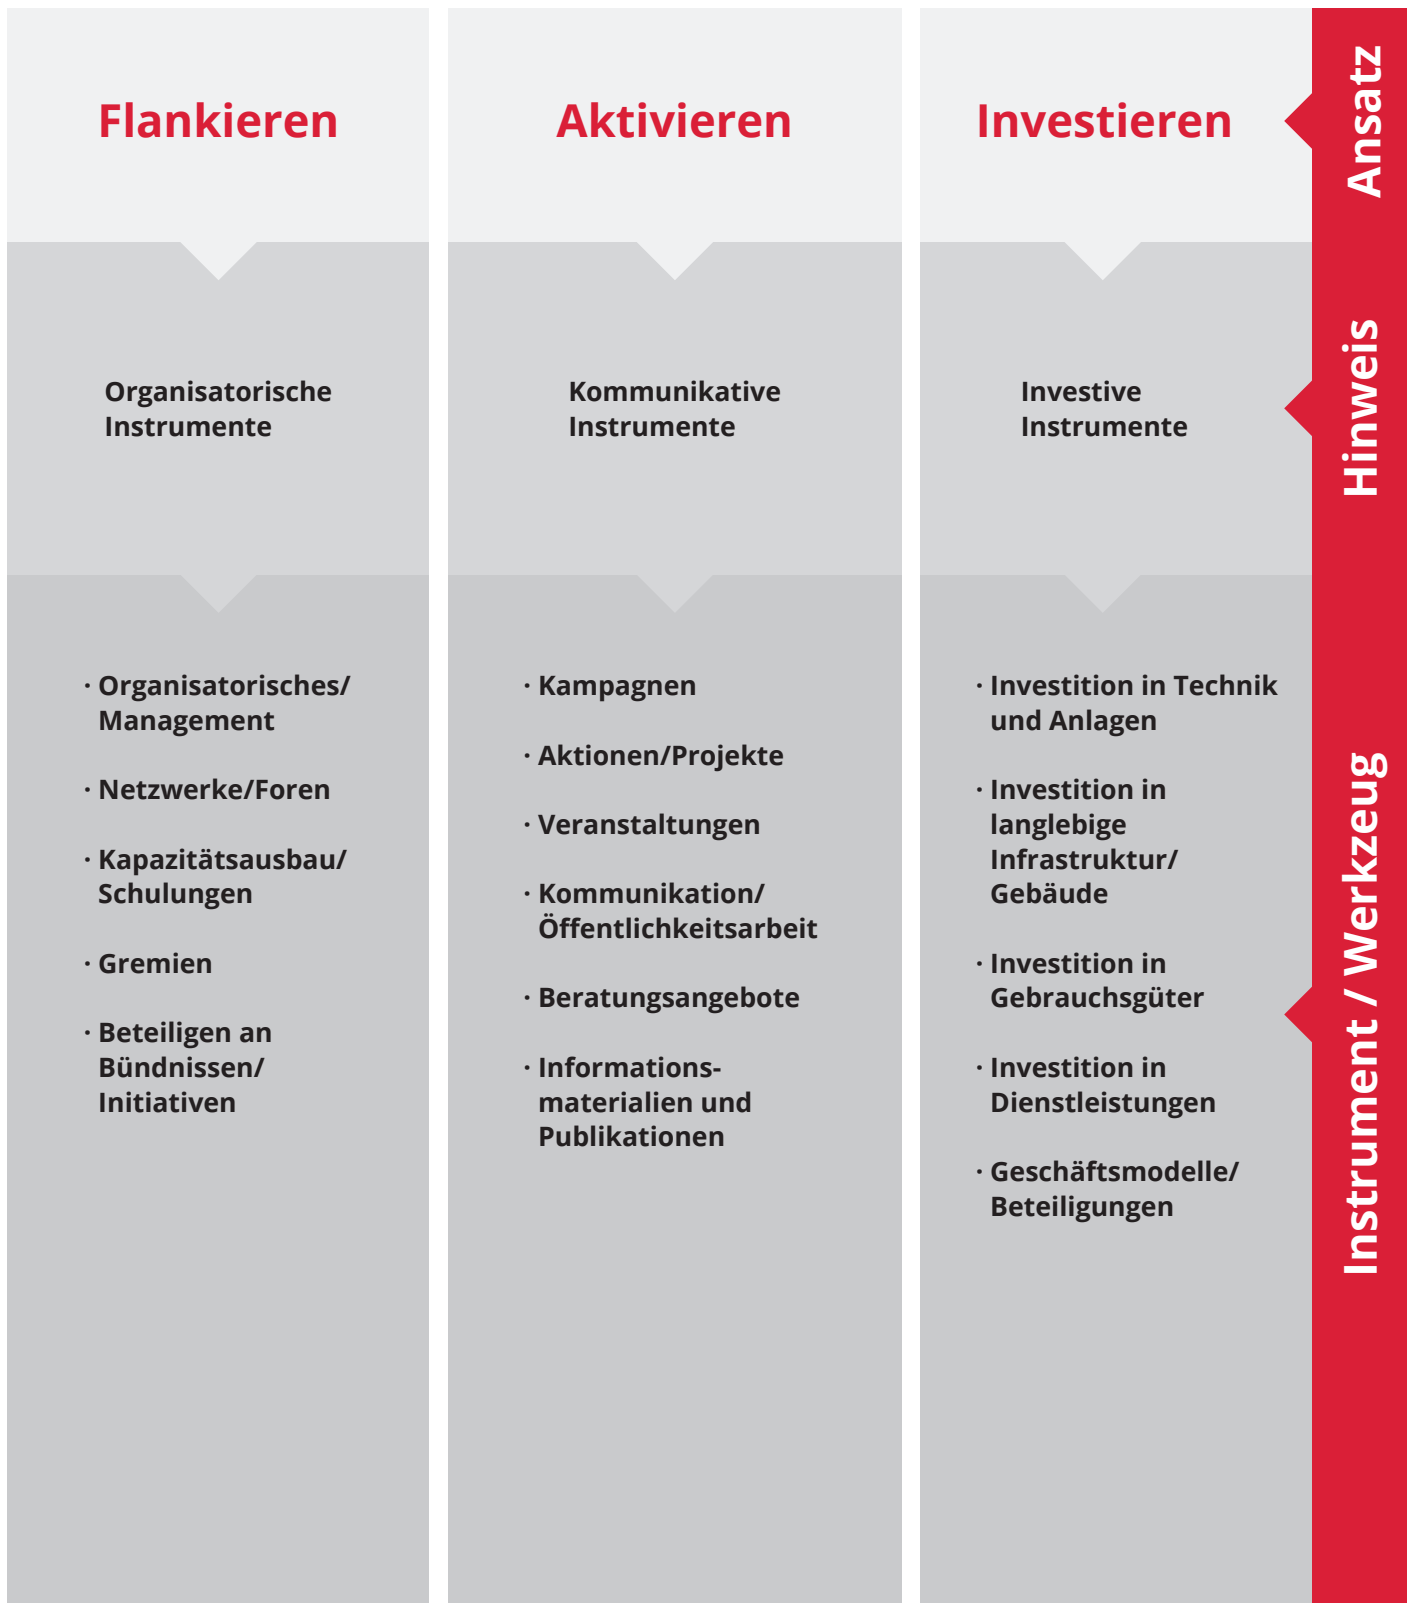 Flankieren
Aktivieren
Investieren
Ansatz
Organisatorische
Instrumente
Kommunikative
Instrumente
Investive
Instrumente
Hinweis
· Organisatorisches/
Management
· Netzwerke/Foren
· Kapazitätsausbau/
Schulungen
· Gremien
· Beteiligen an
Bündnissen/
Initiativen
· Kampagnen
· Aktionen/Projekte
· Veranstaltungen
· Kommunikation/
Öffentlichkeitsarbeit
· Beratungsangebote
· Informations-
materialien und
Publikationen
· Investition in Technik
und Anlagen
· Investition in
langlebige
Infrastruktur/
Gebäude
· Investition in
Gebrauchsgüter
· Investition in
Dienstleistungen
· Geschäftsmodelle/
Beteiligungen
Instrument / Werkzeug